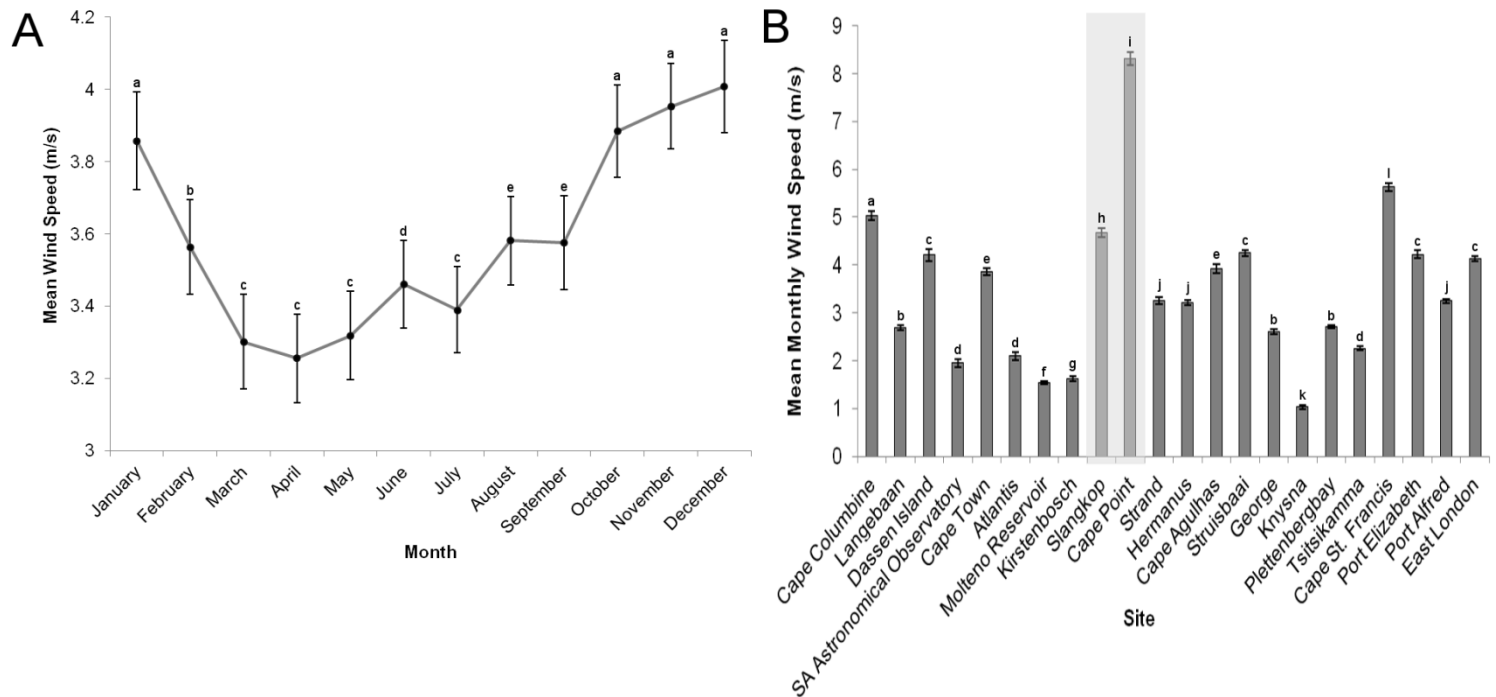 A
Mean Wind Speed (m/s)
4.2
4
3.8
3.6
3.4
3.2
3
a
b
c
c
c
d
c
e
e
a
a
a
January
February
March
April
May
June
July
August
September
October
November
December
Month
B
Mean Monthly Wind Speed (m/s)
9
8
7
6
5
4
3
2
1
0
a
b
c
d
e
d
f
g
h
i
j
j
e
c
b
k
b
d
l
c
j
c
Cape Columbine
Langebaan
Dassen Island
SA Astronomical Observatory
Cape Town
Atlantis
Molteno Reservoir
Kirstenbosch
Slangkop
Cape Point
Strand
Hermanus
Cape Agulhas
Struisbaai
George
Knysna
Plettenbergbay
Tsitsikamma
Cape St. Francis
Port Elizabeth
Port Alfred
East London
Site